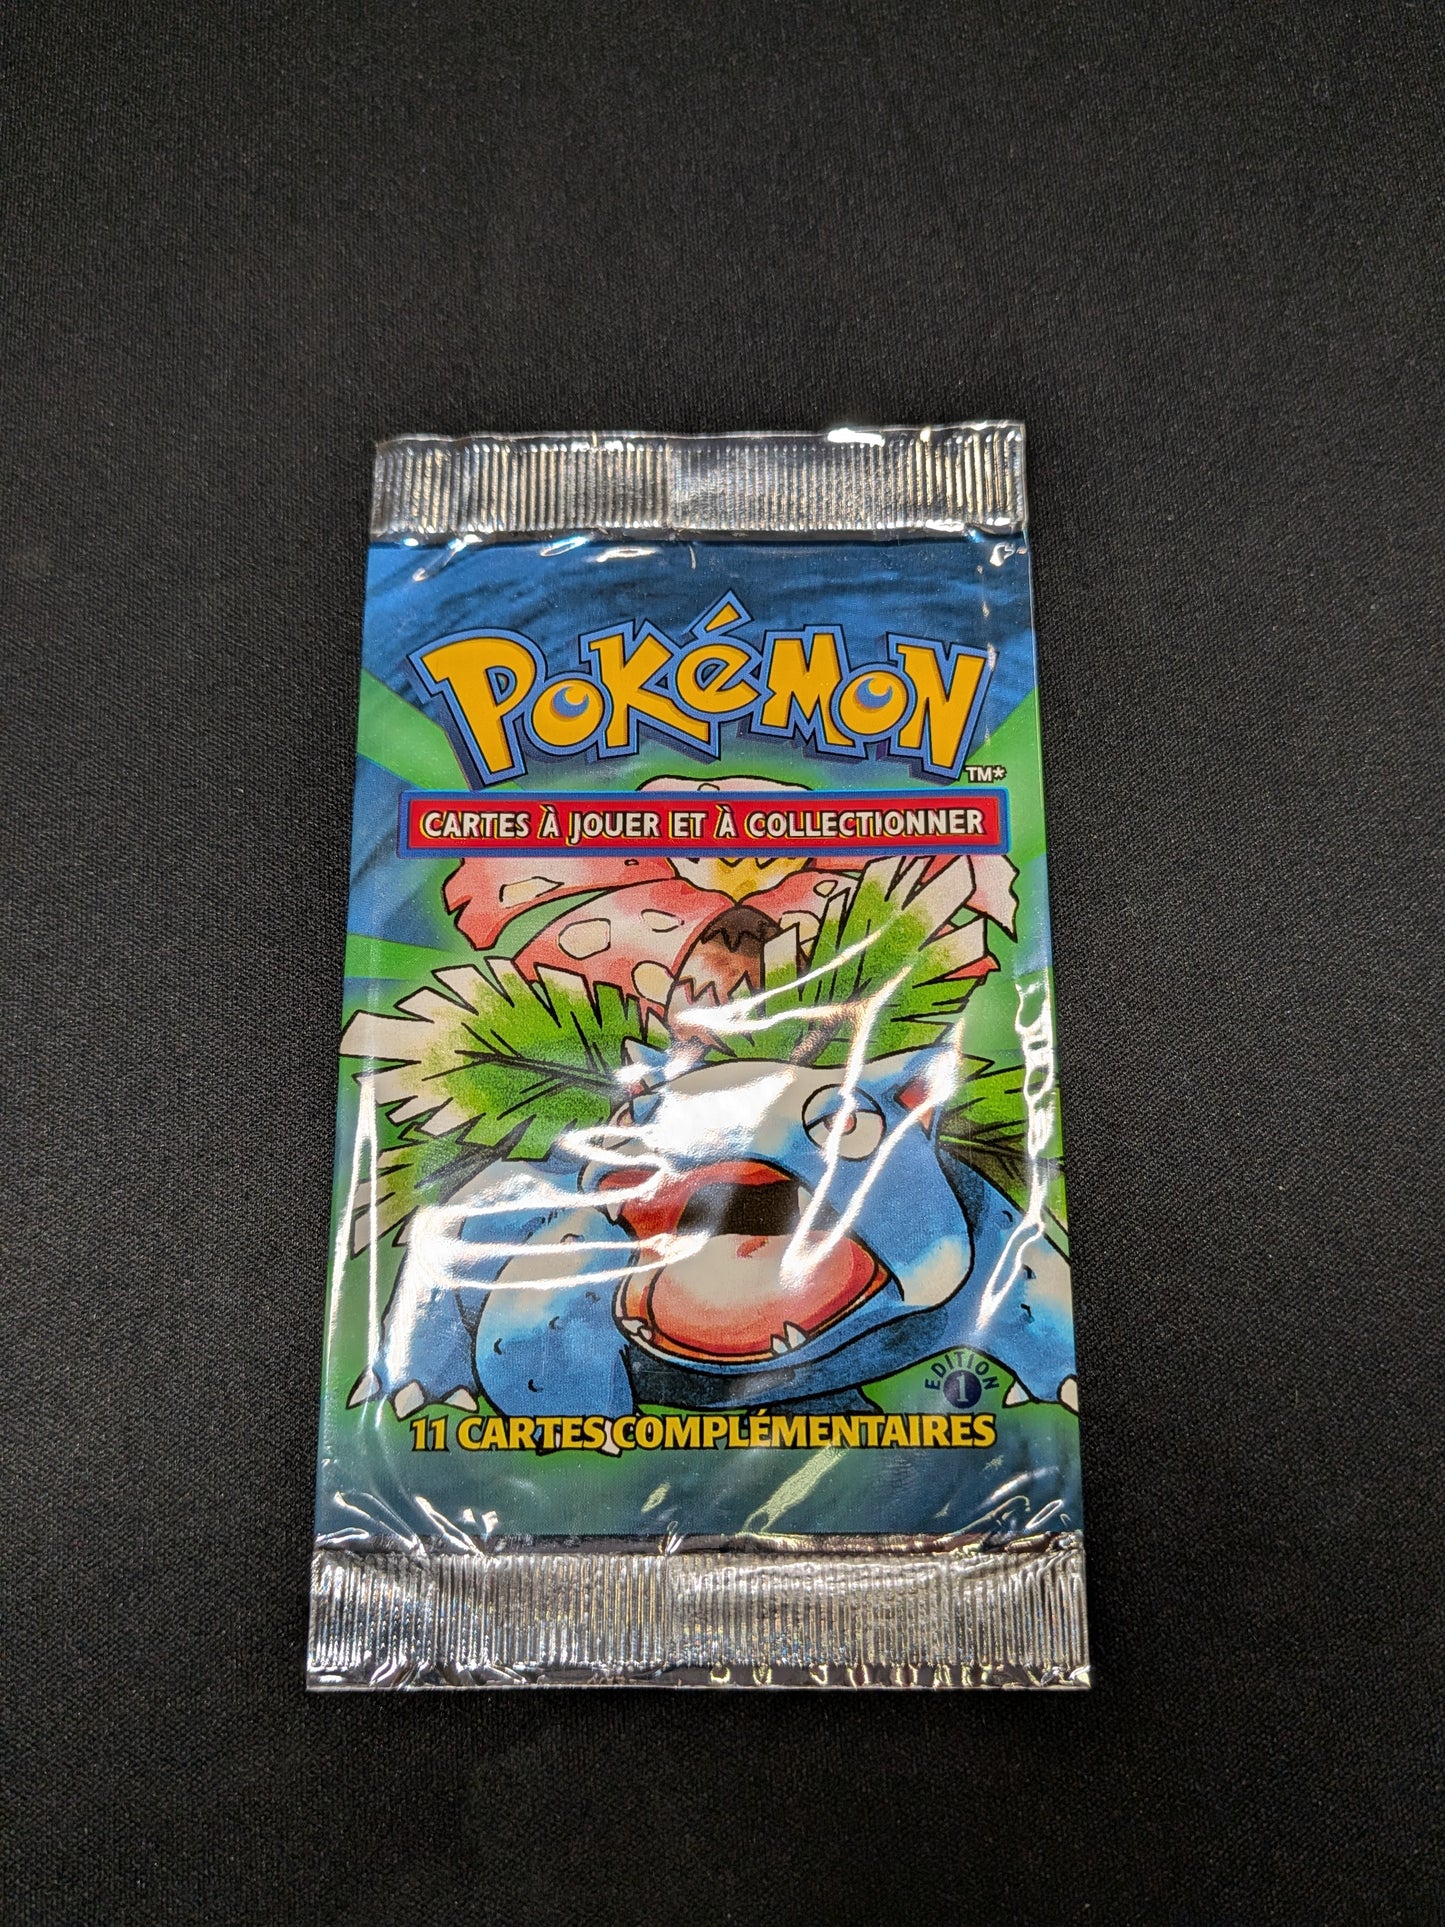 POKéMON
TM*
CARTES À JOUER ET À COLLECTIONNER
EDITION 1
11 CARTES COMPLÉMENTAIRES